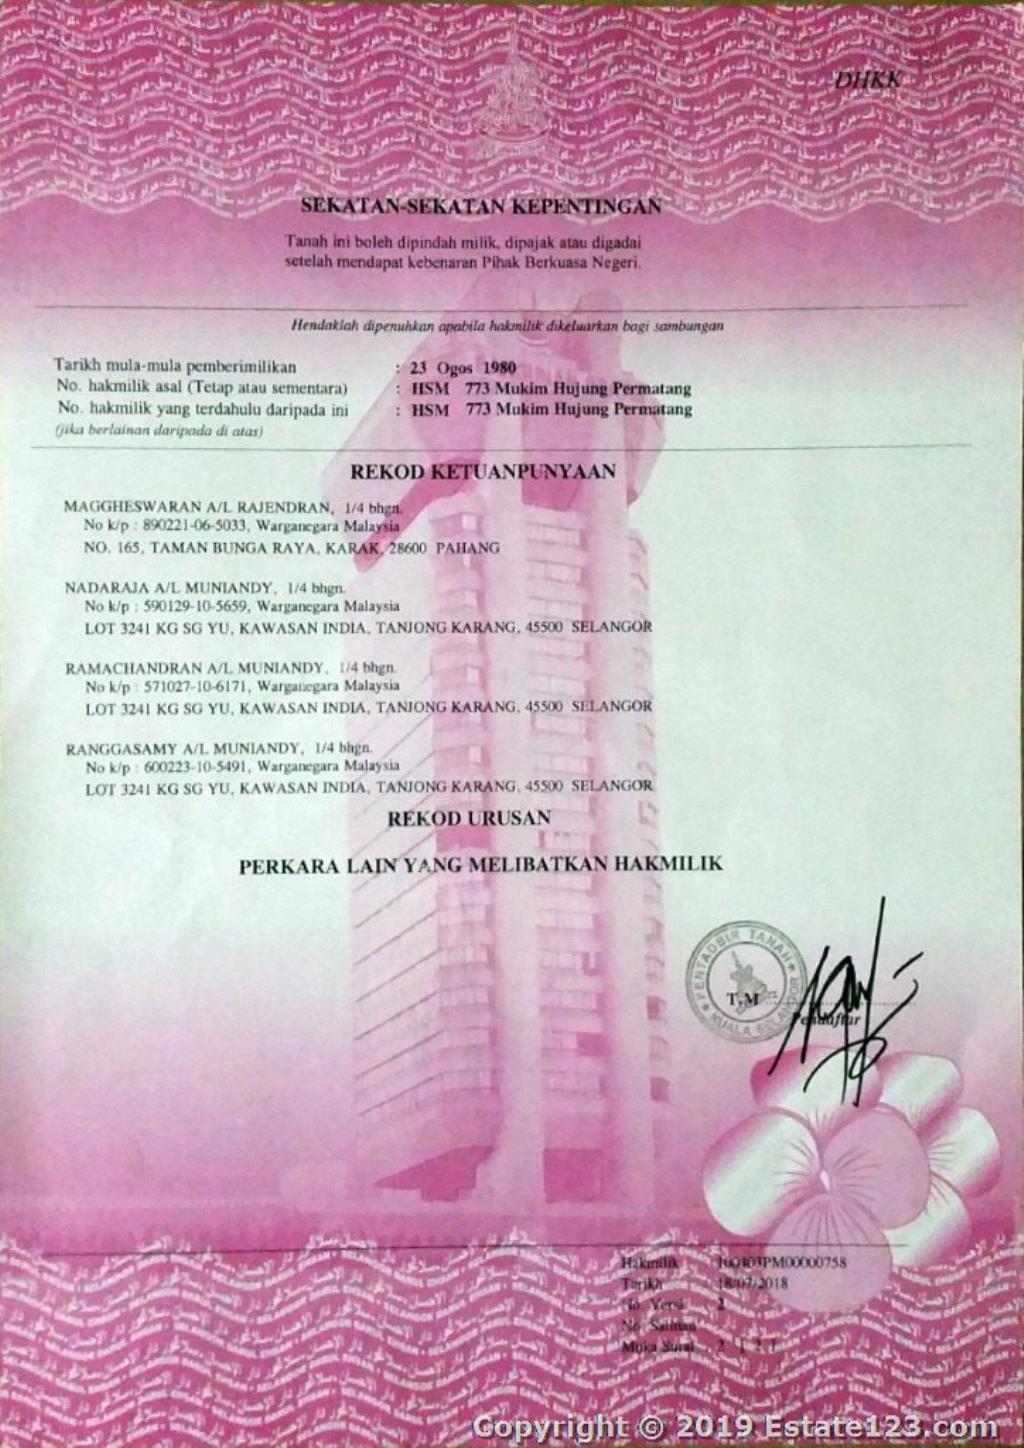 DHKK
SEKATAN-SEKATAN KEPENTINGAN
Tanah ini boleh dipindah milik, dipajak atau digadai
setelah mendapat kebenaran Pihak Berkuasa Negeri.
Hendaklah dipenuhkan apabila hakmilik dikeluarkan bagi sambungan
Tarikh mula-mula pemberimilikan : 23 Ogos 1980
No. hakmilik asal (Tetap atau sementara) : HSM 773 Mukim Hujung Permatang
No. hakmilik yang terdahulu daripada ini : HSM 773 Mukim Hujung Permatang
(jika berlainan daripada di atas)
REKOD KETUANPUNYAAN
MAGGHESWARAN A/L RAJENDRAN, 1/4 bhgn.
No k/p : 890221-06-5033, Warganegara Malaysia
NO. 165, TAMAN BUNGA RAYA, KARAK, 28600 PAHANG
NADARAJA A/L MUNIANDY, 1/4 bhgn.
No k/p : 590129-10-5659, Warganegara Malaysia
LOT 3241 KG SG YU, KAWASAN INDIA, TANJONG KARANG, 45500 SELANGOR
RAMACHANDRAN A/L MUNIANDY, 1/4 bhgn.
No k/p : 571027-10-6171, Warganegara Malaysia
LOT 3241 KG SG YU, KAWASAN INDIA, TANJONG KARANG, 45500 SELANGOR
RANGGASAMY A/L MUNIANDY, 1/4 bhgn.
No k/p : 600223-10-5491, Warganegara Malaysia
LOT 3241 KG SG YU, KAWASAN INDIA, TANJONG KARANG, 45500 SELANGOR
REKOD URUSAN
PERKARA LAIN YANG MELIBATKAN HAKMILIK
PENTADBIR TANAH
KUALA SELANGOR
T.M
Pendaftar
Hakmilik : 100403PM00000758
Tarikh : 18/07/2018
No. Versi : 2
No. Salinan :
Muka Surat : 2 [ 2 ]
Copyright © 2019 Estate123.com